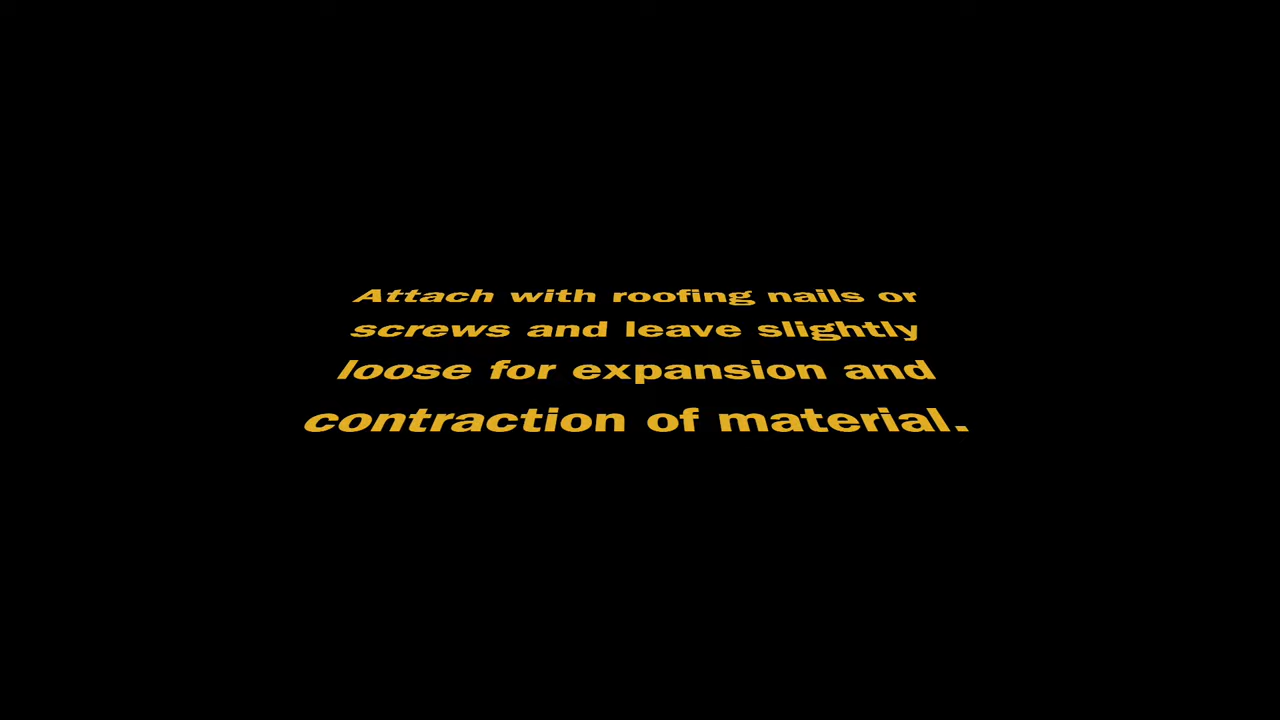 Attach with roofing nails or
screws and leave slightly
loose for expansion and
contraction of material.